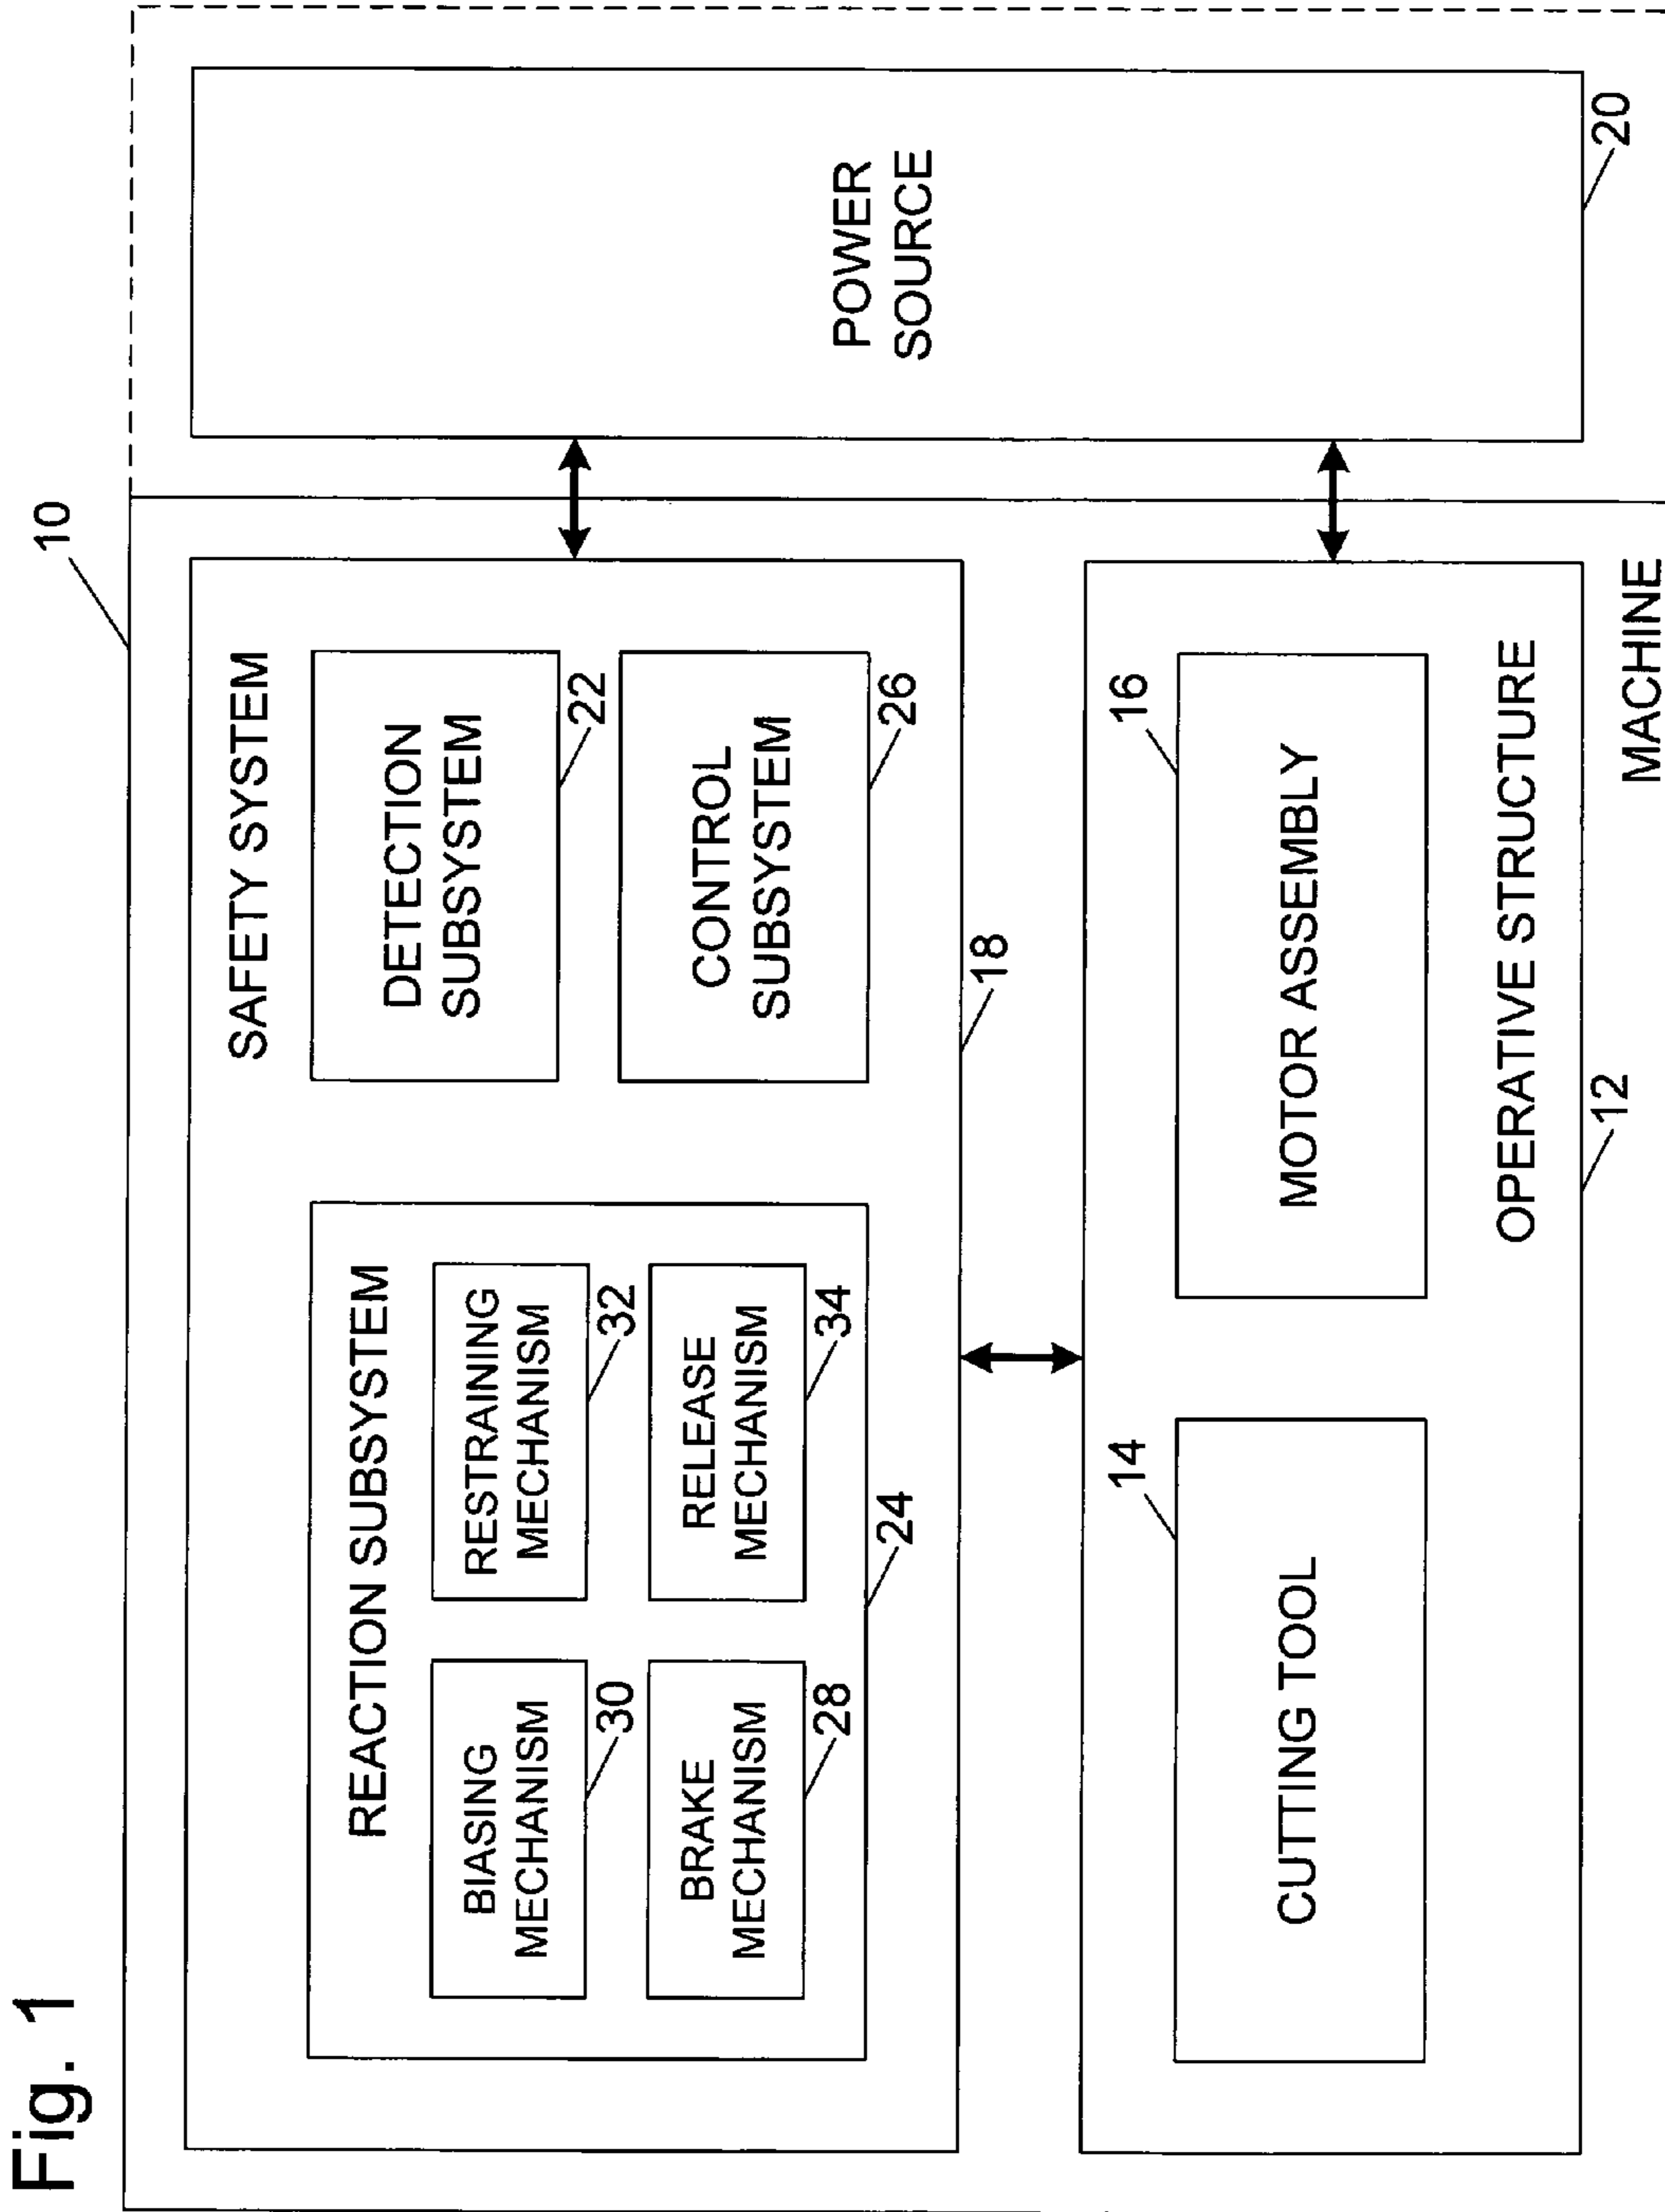 Fig. 1
10
SAFETY SYSTEM
REACTION SUBSYSTEM
BIASING
MECHANISM
30
RESTRAINING
MECHANISM
32
BRAKE
MECHANISM
28
RELEASE
MECHANISM
34
24
DETECTION
SUBSYSTEM
22
CONTROL
SUBSYSTEM
26
18
POWER
SOURCE
20
14
CUTTING TOOL
16
MOTOR ASSEMBLY
OPERATIVE STRUCTURE
12
MACHINE